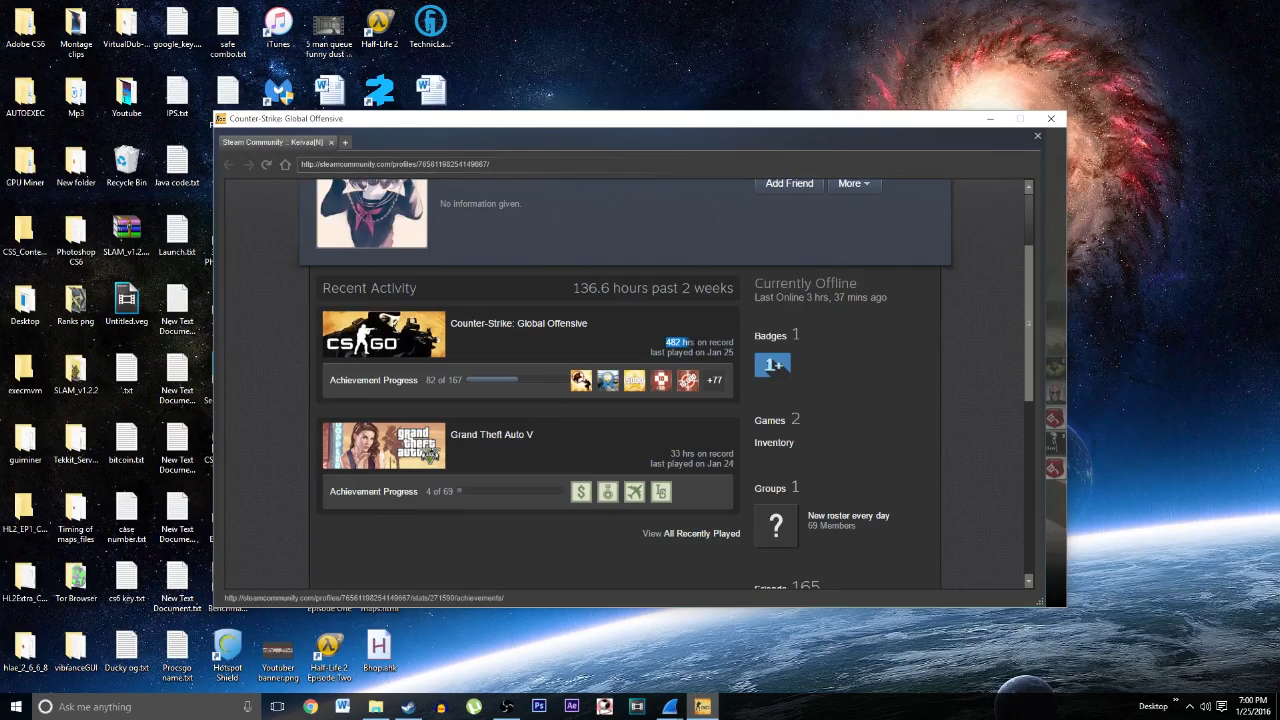 Adobe CS6
Montage clips
VirtualDub-...
google_key....
safe combo.txt
iTunes
5 man queue funny dust ...
Half-Life 2
TechnicLa...
AUTOEXEC
Mp3
Youtube
IPS.txt
Counter-Strike: Global Offensive
Steam Community :: Keivaa[N]
http://steamcommunity.com/profiles/76561198254149667/
CPU Miner
New folder
Recycle Bin
Java code.txt
Add Friend
More
No information given.
CSS_Conte...
Photoshop CS6
SLAM_v1.2....
Launch.txt
Recent Activity
136.6 hours past 2 weeks
Currently Offline
Last Online 3 hrs, 37 mins ago
Desktop
Ranks png
Untitled.veg
New Text Docume...
CS GO
Counter-Strike: Global Offensive
482 hrs on record
last played on Jan 25
Badges 1
Achievement Progress 82 of 167
5000
+77
execmvm
SLAM_v1.2.2
New Text Docume...
Games 2
Inventory
grand theft auto
33 hrs on record
last played on Jan 24
guiminer
Tekkit_Serv...
bitcoin.txt
New Text Docume...
Groups 1
Achievement Progress 4 of 69
69 Members
View All Recently Played
HL2_EP1_C...
Timing of maps_files
case number.txt
New Text Docume...
HL2Extra_C...
Tor Browser
cs6 key.txt
New Text Document.txt
http://steamcommunity.com/profiles/76561198254149667/stats/271590/achievements/
Episode One
maps.html
hlae_2_6_6_8
vibranceGUI
Ducky og.txt
Procsgo name.txt
Hotspot Shield
Youtuber banner.png
Half-Life 2 Episode Two
Bhop.ank
Ask me anything
Desktop
7:00 PM
1/25/2016